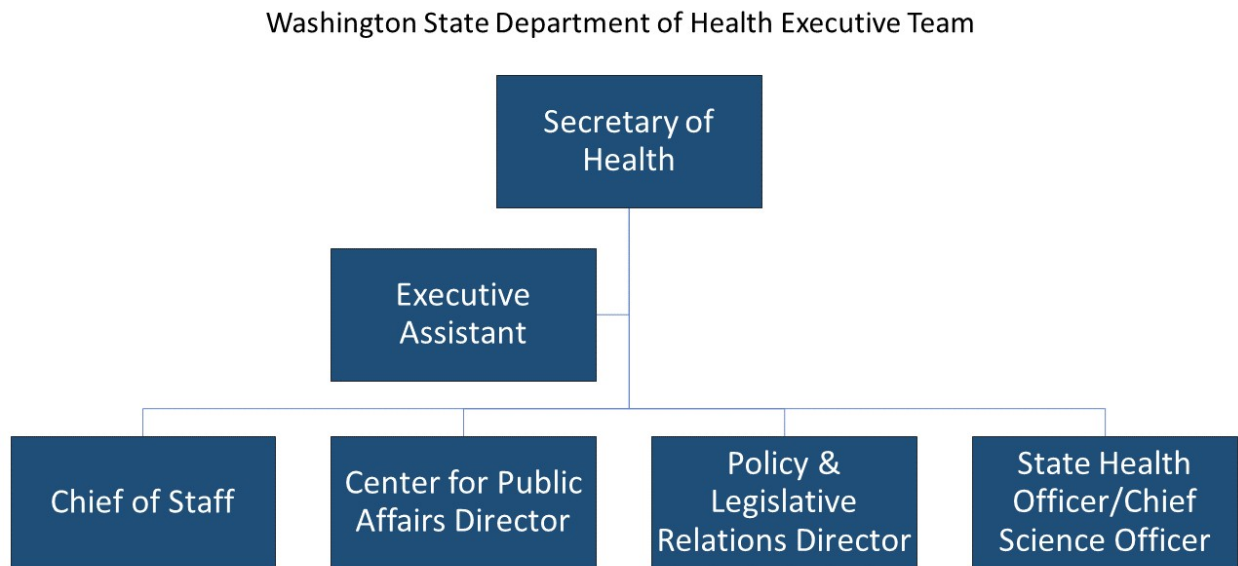 Washington State Department of Health Executive Team
Secretary of
Health
Executive
Assistant
Chief of Staff
Center for Public
Affairs Director
Policy &
Legislative
Relations Director
State Health
Officer/Chief
Science Officer